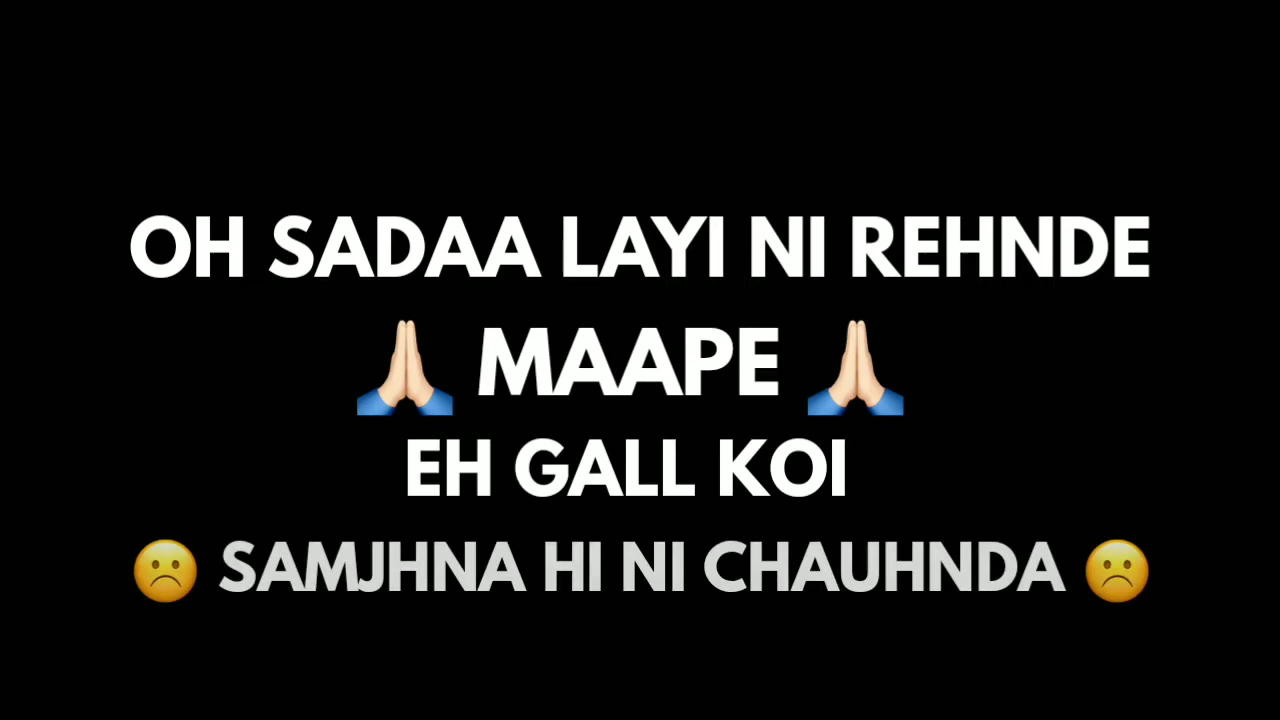 OH SADAA LAYI NI REHNDE
🙏🏻 MAAPE 🙏🏻
EH GALL KOI
☹️ SAMJHNA HI NI CHAUHNDA ☹️